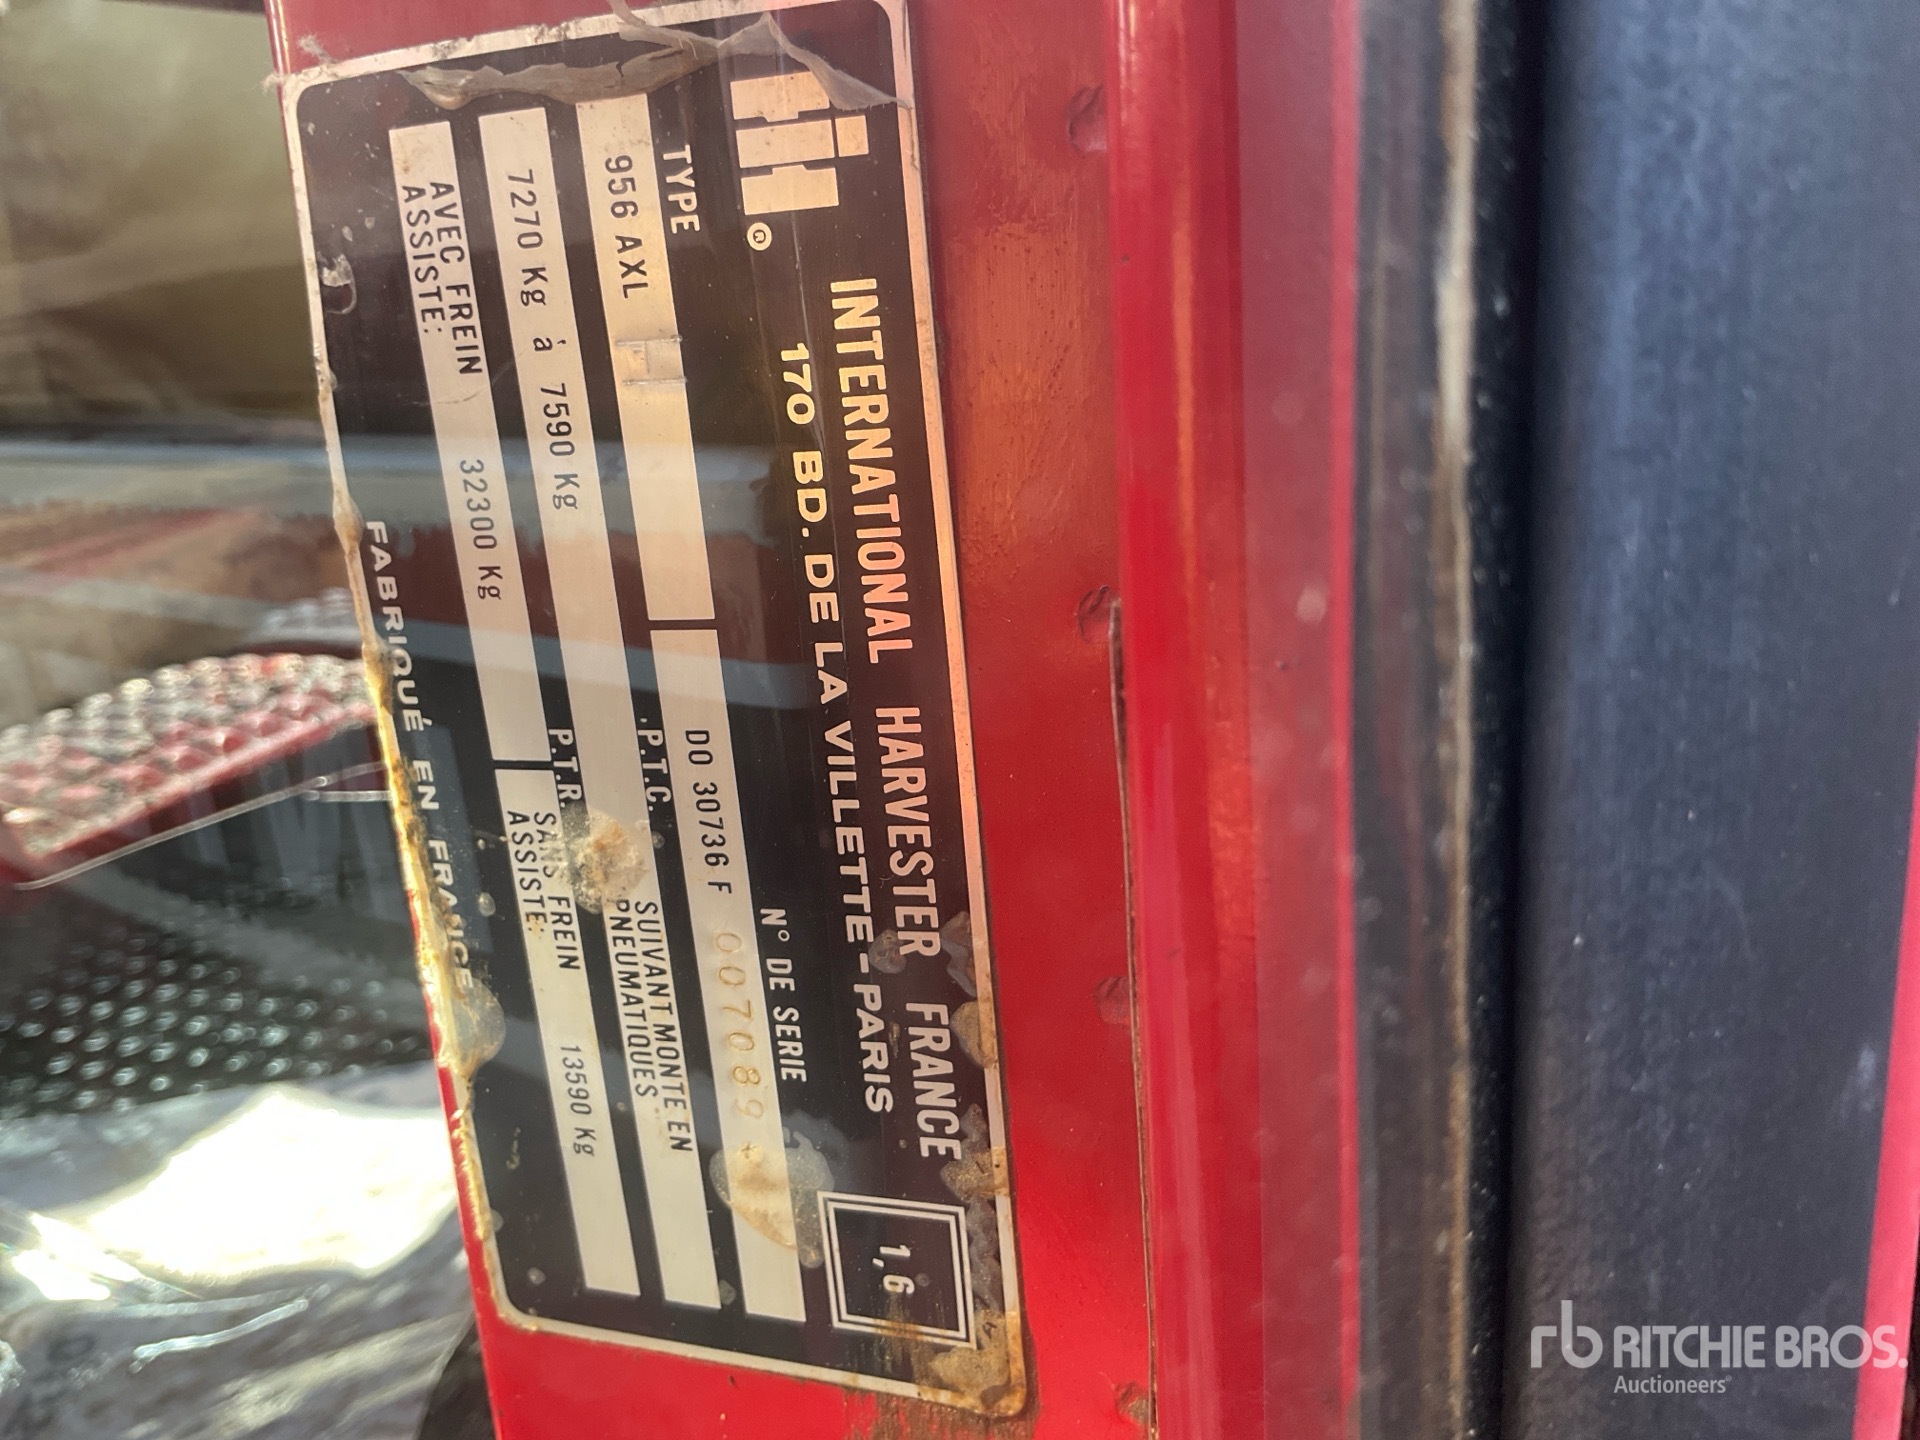 INTERNATIONAL HARVESTER FRANCE
170 BD. DE LA VILLETTE-PARIS
1,6
®
TYPE
N° DE SERIE
956 AXL H
DO 30736 F 007089 *
7270 Kg à 7590 Kg
P.T.C.
SUIVANT MONTE EN
PNEUMATIQUES
P.T.R.
AVEC FREIN
ASSISTE: 32300 Kg
SANS FREIN
ASSISTE: 13590 Kg
FABRIQUÉ EN FRANCE
rb RITCHIE BROS.
Auctioneers